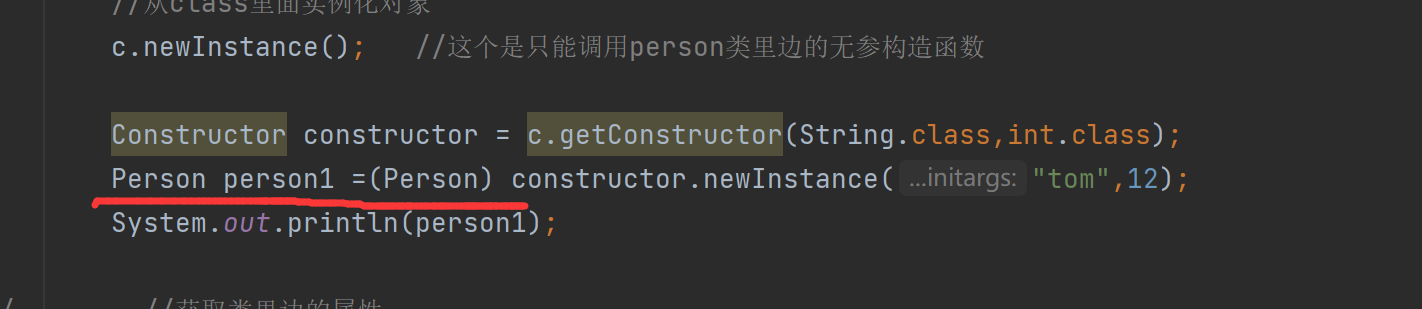 //从class里面实例化对象
c.newInstance();   //这个是只能调用person类里边的无参构造函数
Constructor constructor = c.getConstructor(String.class,int.class);
Person person1 =(Person) constructor.newInstance( ...initargs: "tom",12);
System.out.println(person1);
/ //获取类里边的属性